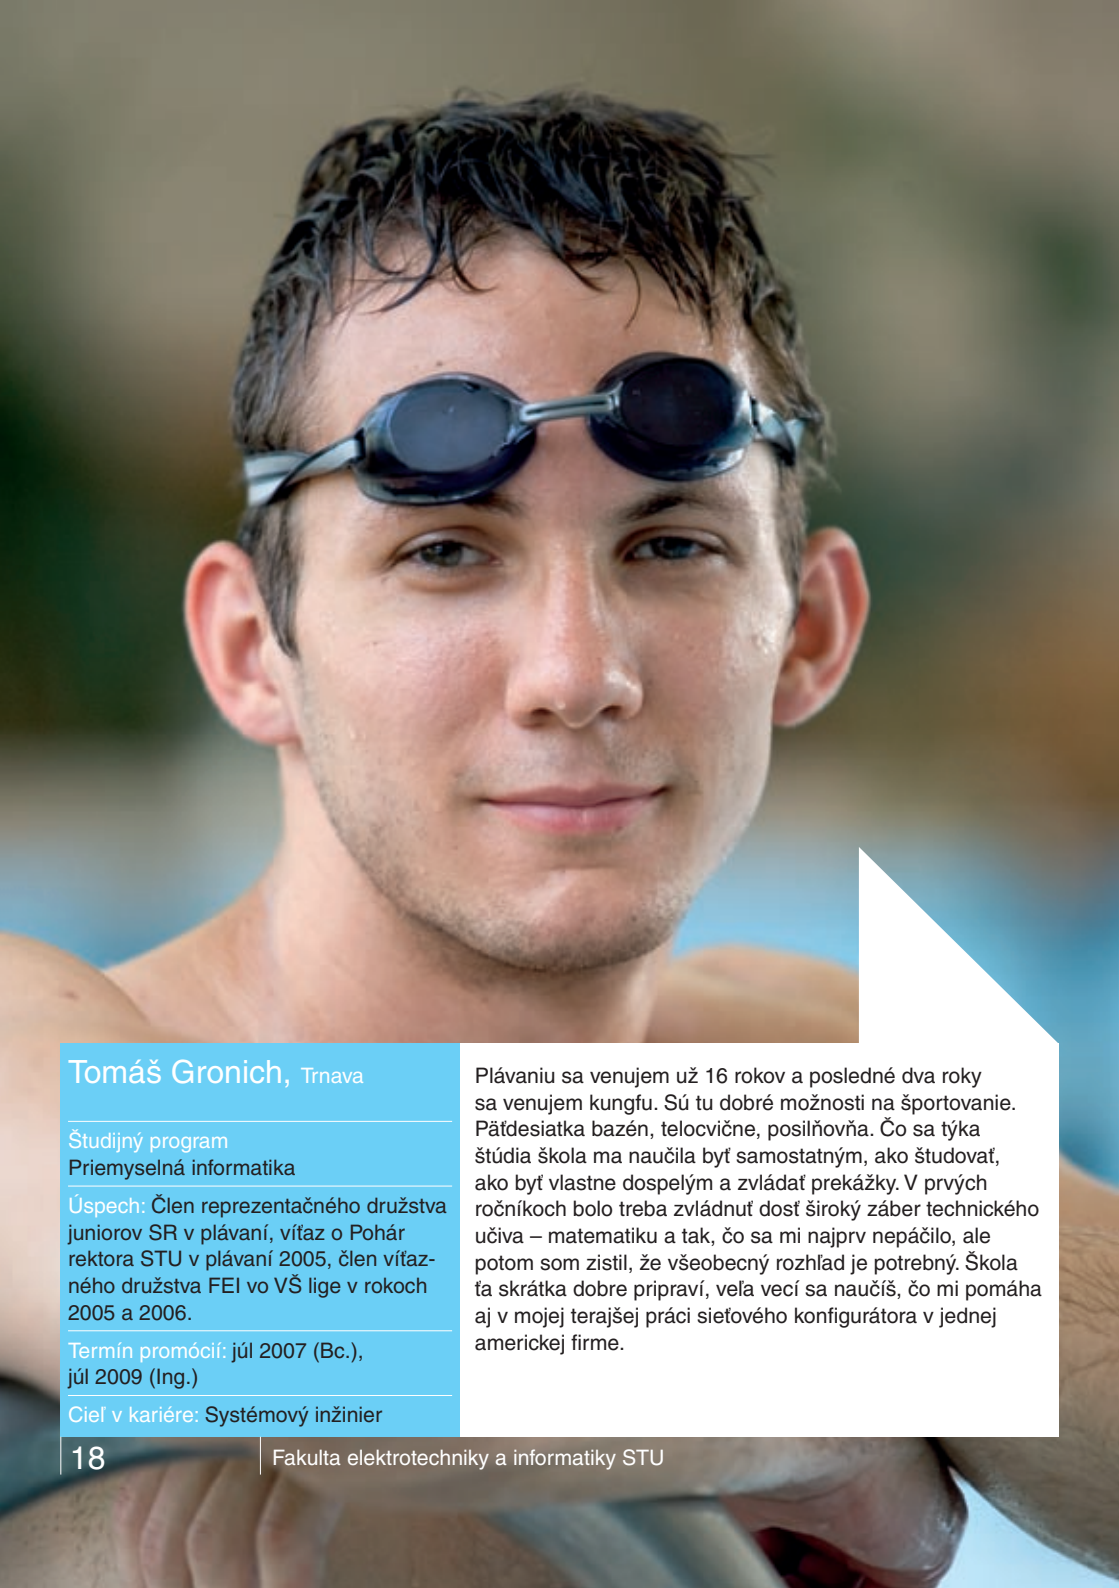 Tomáš Gronich, Trnava
Študijný program
Priemyselná informatika
Úspech: Člen reprezentačného družstva
juniorov SR v plávaní, víťaz o Pohár
rektora STU v plávaní 2005, člen víťaz-
ného družstva FEI vo VŠ lige v rokoch
2005 a 2006.
Termín promócií: júl 2007 (Bc.),
júl 2009 (Ing.)
Cieľ v kariére: Systémový inžinier
Plávaniu sa venujem už 16 rokov a posledné dva roky
sa venujem kungfu. Sú tu dobré možnosti na športovanie.
Päťdesiatka bazén, telocvične, posilňovňa. Čo sa týka
štúdia škola ma naučila byť samostatným, ako študovať,
ako byť vlastne dospelým a zvládať prekážky. V prvých
ročníkoch bolo treba zvládnuť dosť široký záber technického
učiva – matematiku a tak, čo sa mi najprv nepáčilo, ale
potom som zistil, že všeobecný rozhľad je potrebný. Škola
ťa skrátka dobre pripraví, veľa vecí sa naučíš, čo mi pomáha
aj v mojej terajšej práci sieťového konfigurátora v jednej
americkej firme.
18
Fakulta elektrotechniky a informatiky STU